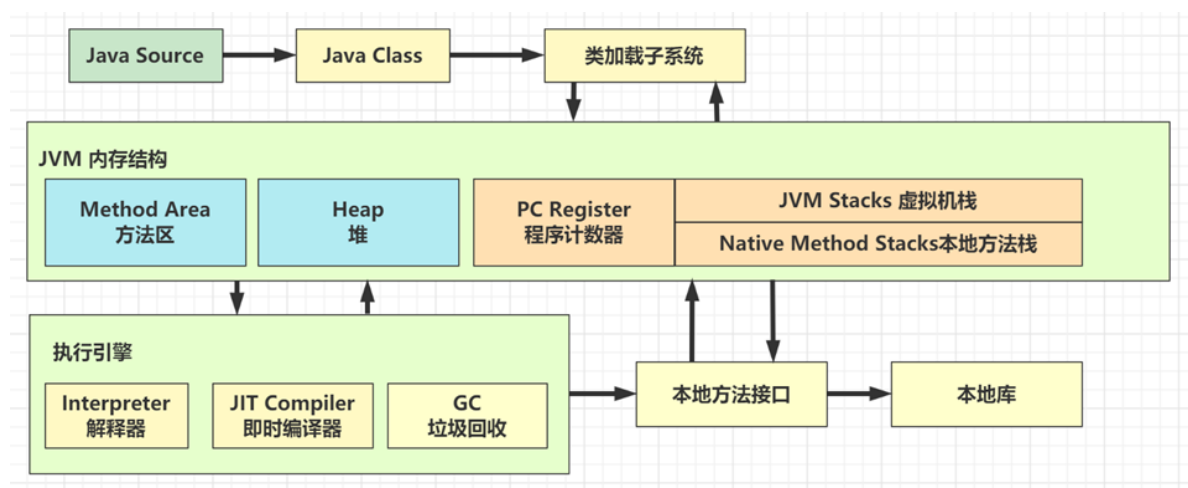 Java Source
Java Class
类加载子系统
JVM 内存结构
Method Area
方法区
Heap
堆
PC Register
程序计数器
JVM Stacks 虚拟机栈
Native Method Stacks本地方法栈
执行引擎
Interpreter
解释器
JIT Compiler
即时编译器
GC
垃圾回收
本地方法接口
本地库